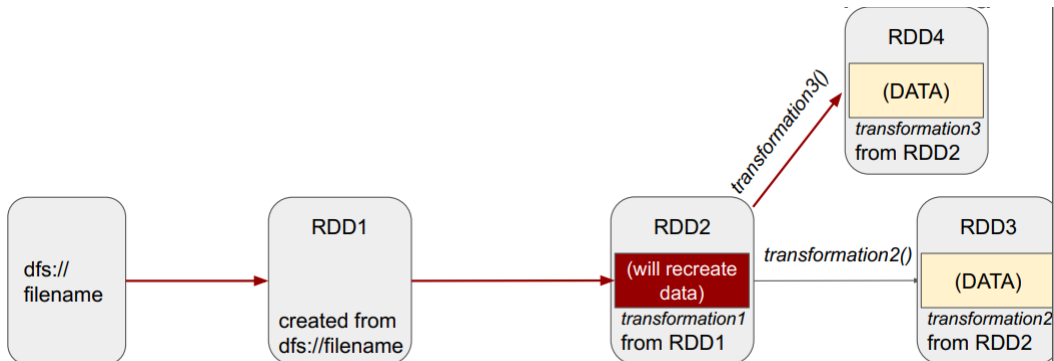 dfs://
filename
RDD1
created from
dfs://filename
RDD2
(will recreate
data)
transformation1
from RDD1
transformation3()
RDD4
(DATA)
transformation3
from RDD2
transformation2()
RDD3
(DATA)
transformation2
from RDD2